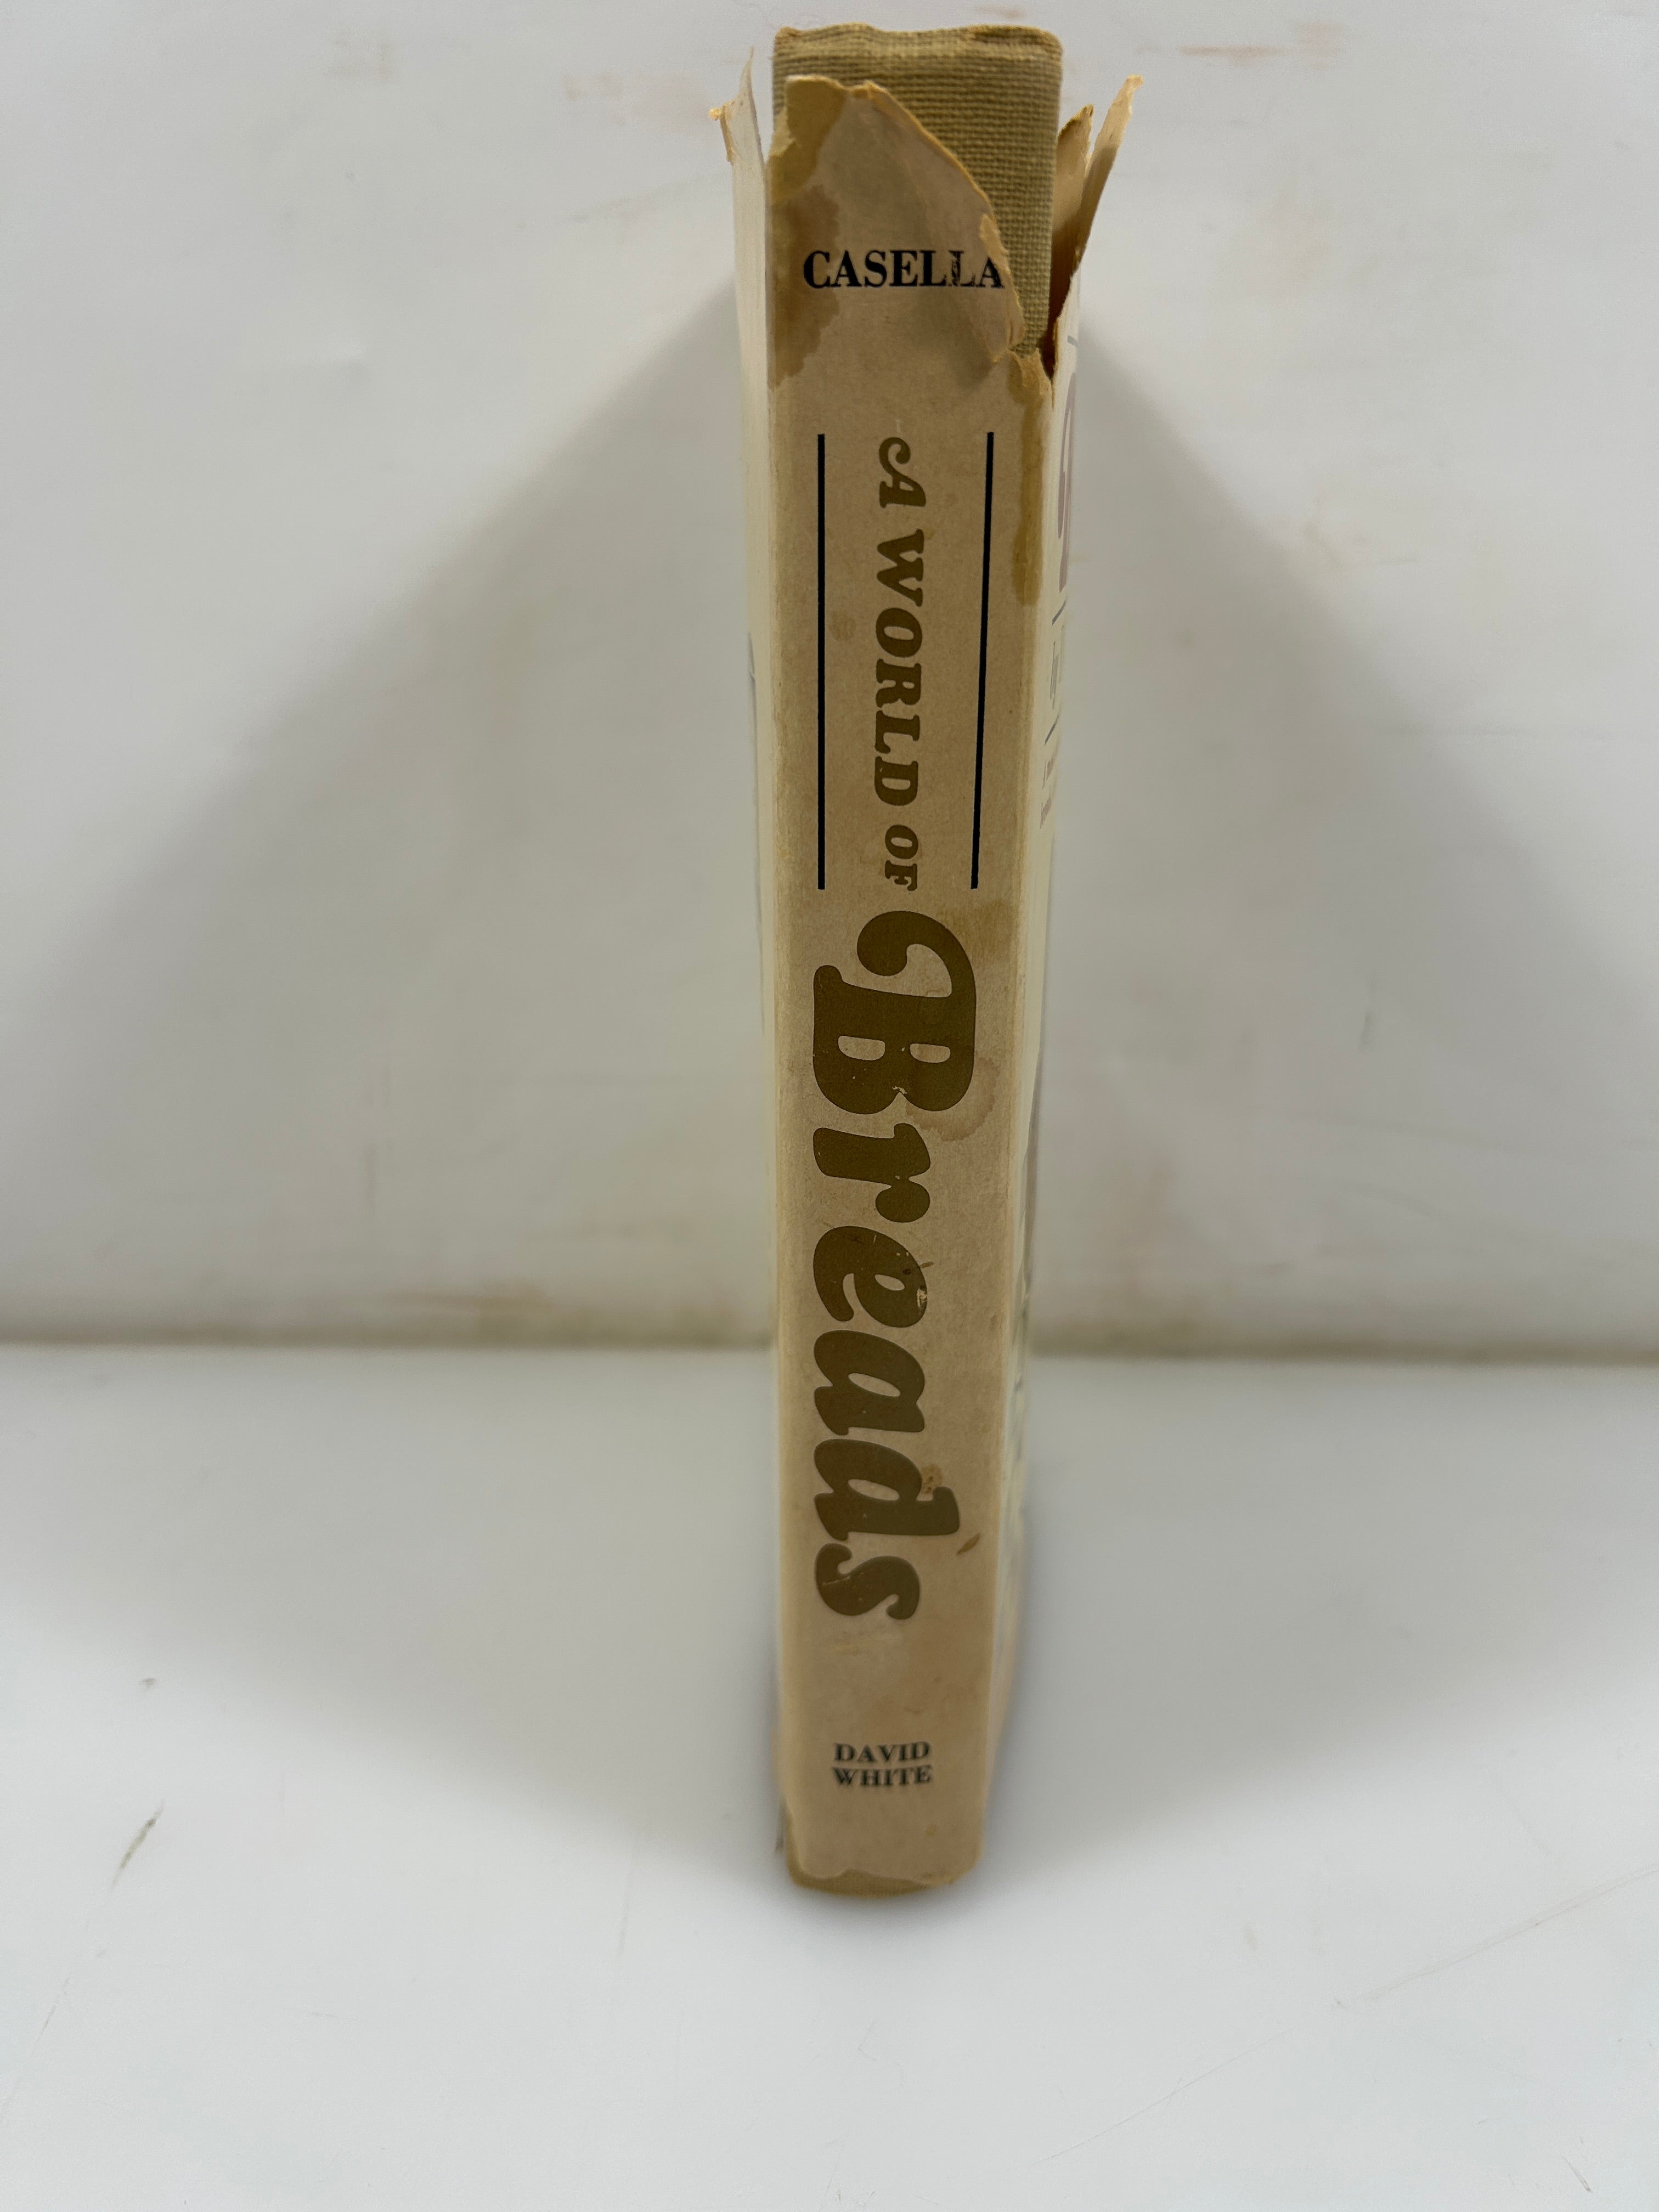 CASELLA
A WORLD OF
Breads
DAVID
WHITE